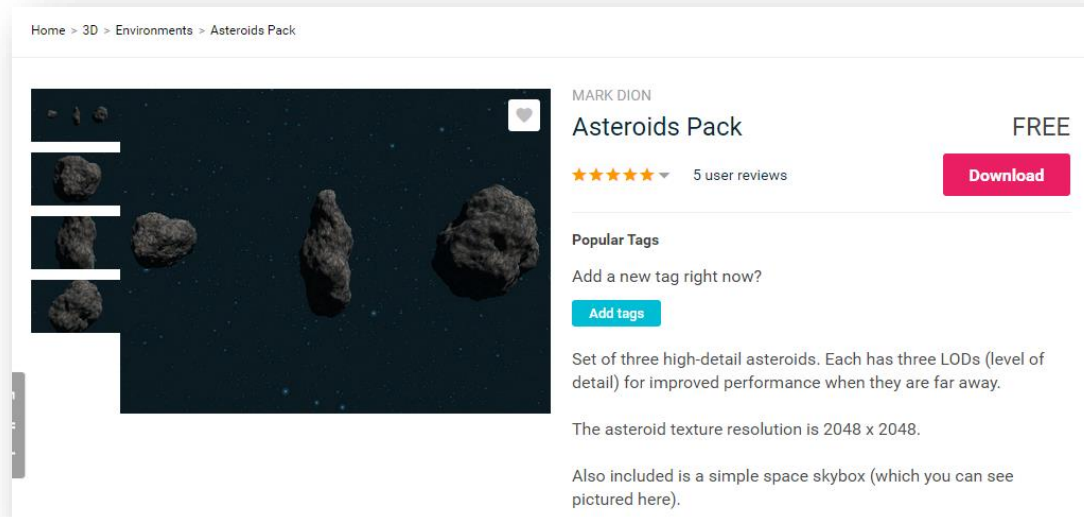 Home > 3D > Environments > Asteroids Pack
MARK DION
Asteroids Pack
FREE
5 user reviews
Download
Popular Tags
Add a new tag right now?
Add tags
Set of three high-detail asteroids. Each has three LODs (level of
detail) for improved performance when they are far away.
The asteroid texture resolution is 2048 x 2048.
Also included is a simple space skybox (which you can see
pictured here).